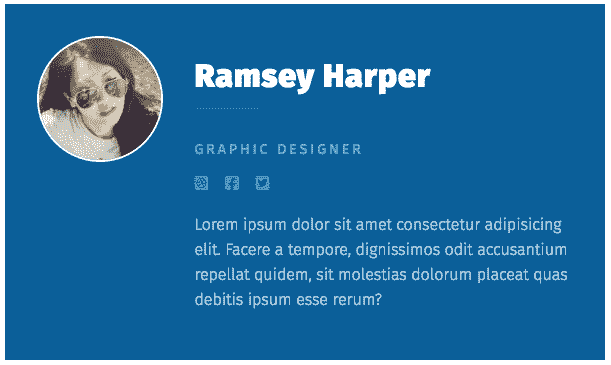 Ramsey Harper
GRAPHIC DESIGNER
Lorem ipsum dolor sit amet consectetur adipisicing
elit. Facere a tempore, dignissimos odit accusantium
repellat quidem, sit molestias dolorum placeat quas
debitis ipsum esse rerum?